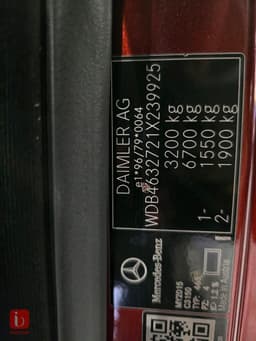 DAIMLER AG
e1*96/79*0064
WDB4632721X239925
3200 kg
6700 kg
1- 1550 kg
2- 1900 kg
Mercedes-Benz
MY2015